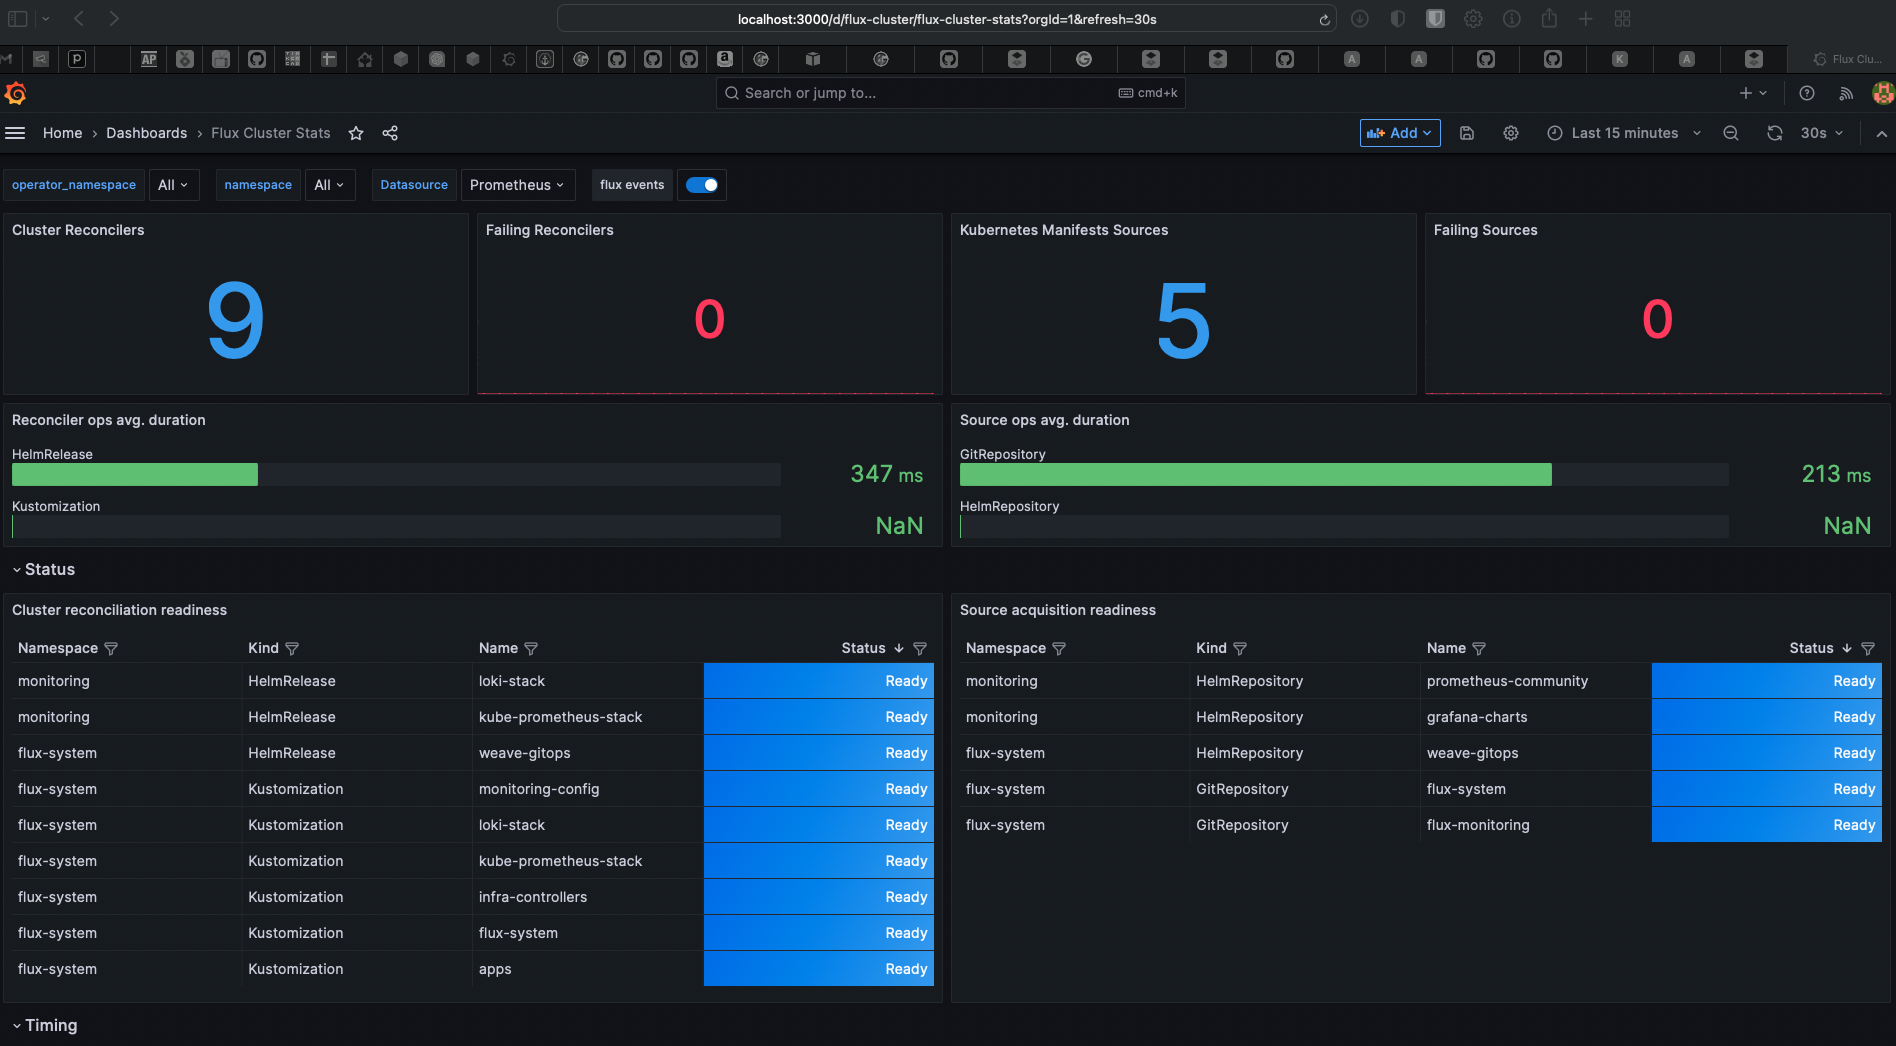 localhost:3000/d/flux-cluster/flux-cluster-stats?orgId=1&refresh=30s
P AP a A A K A Flux Clu...
Search or jump to... cmd+k
Home › Dashboards › Flux Cluster Stats Add Last 15 minutes 30s
operator_namespace All namespace All Datasource Prometheus flux events
Cluster Reconcilers
9
Failing Reconcilers
0
Kubernetes Manifests Sources
5
Failing Sources
0
Reconciler ops avg. duration
HelmRelease
347 ms
Kustomization
NaN
Source ops avg. duration
GitRepository
213 ms
HelmRepository
NaN
Status
Cluster reconciliation readiness
Namespace Kind Name Status
monitoring HelmRelease loki-stack Ready
monitoring HelmRelease kube-prometheus-stack Ready
flux-system HelmRelease weave-gitops Ready
flux-system Kustomization monitoring-config Ready
flux-system Kustomization loki-stack Ready
flux-system Kustomization kube-prometheus-stack Ready
flux-system Kustomization infra-controllers Ready
flux-system Kustomization flux-system Ready
flux-system Kustomization apps Ready
Source acquisition readiness
Namespace Kind Name Status
monitoring HelmRepository prometheus-community Ready
monitoring HelmRepository grafana-charts Ready
flux-system HelmRepository weave-gitops Ready
flux-system GitRepository flux-system Ready
flux-system GitRepository flux-monitoring Ready
Timing